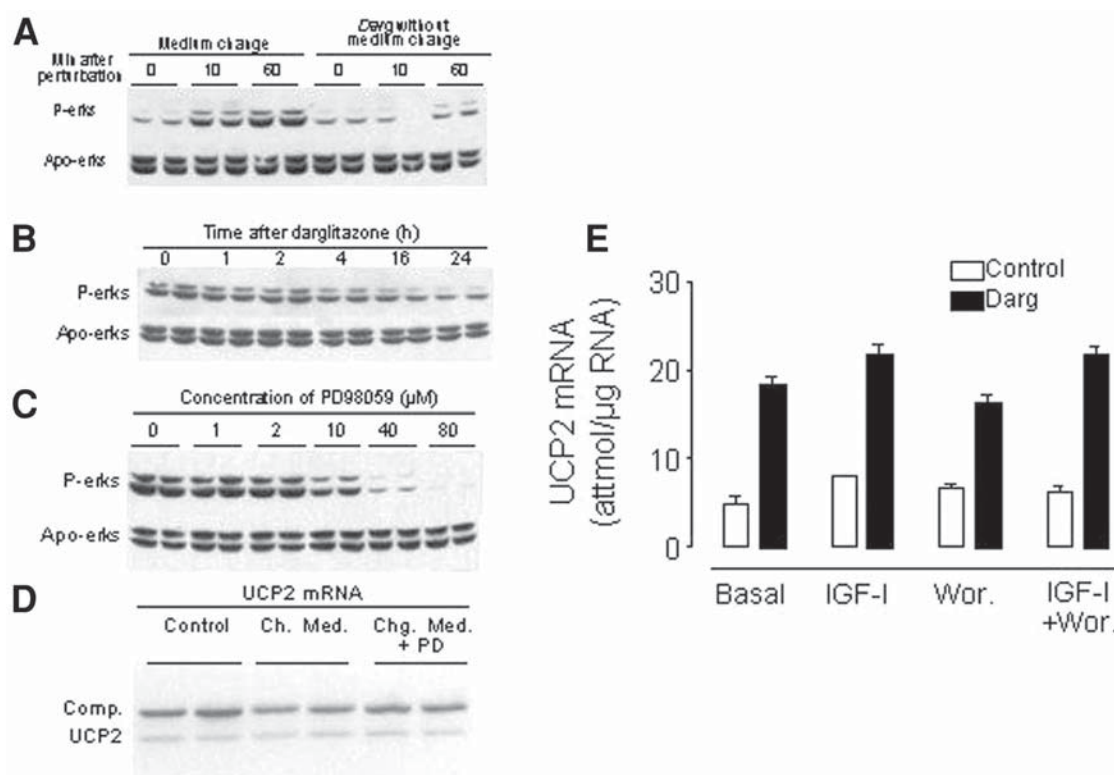 A
Medium change
Darg without
medium change
Min after
perturbation
0 10 60 0 10 60
P-erks
Apo-erks
B
Time after darglitazone (h)
0 1 2 4 16 24
P-erks
Apo-erks
C
Concentration of PD98059 (µM)
0 1 2 10 40 80
P-erks
Apo-erks
D
UCP2 mRNA
Control Ch. Med. Chg. Med.
+ PD
Comp.
UCP2
E
Control
Darg
UCP2 mRNA
(attmol/µg RNA)
30
20
10
0
Basal IGF-I Wor. IGF-I
+Wor.